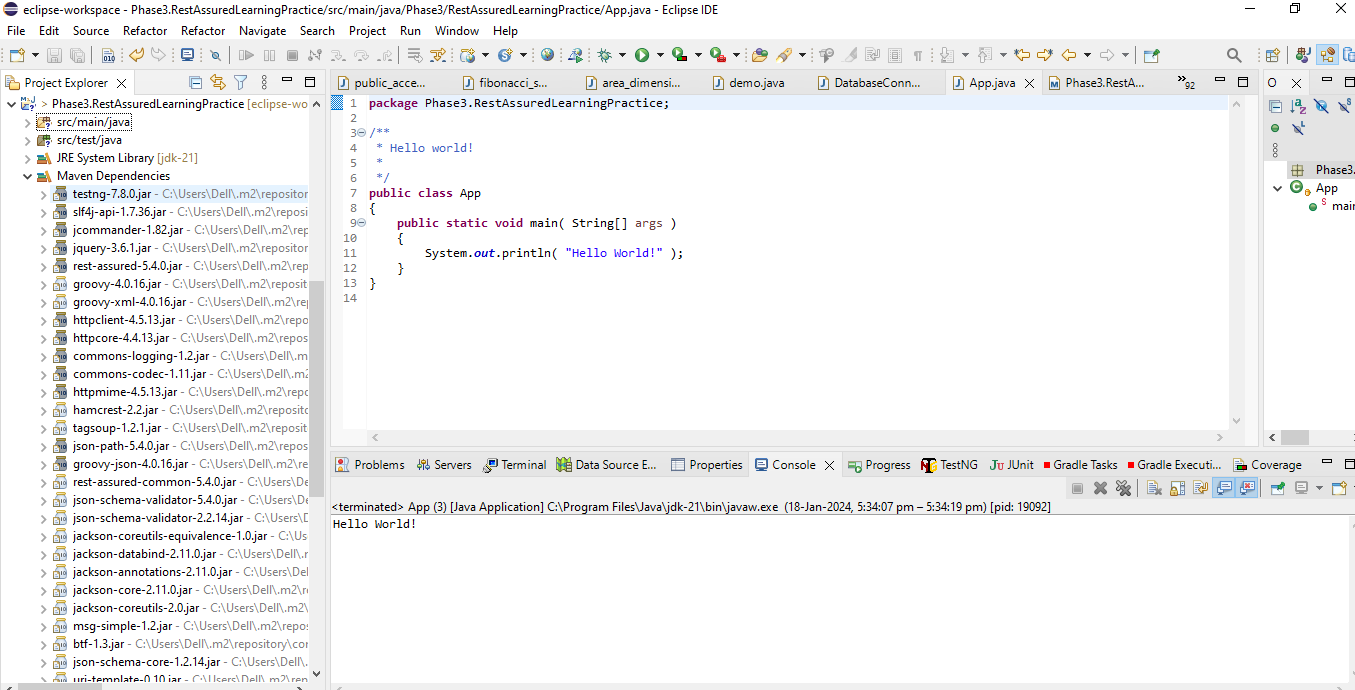 eclipse-workspace - Phase3.RestAssuredLearningPractice/src/main/java/Phase3/RestAssuredLearningPractice/App.java - Eclipse IDE
File Edit Source Refactor Refactor Navigate Search Project Run Window Help
Project Explorer
> Phase3.RestAssuredLearningPractice [eclipse-wo
src/main/java
src/test/java
JRE System Library [jdk-21]
Maven Dependencies
testng-7.8.0.jar - C:\Users\Dell\.m2\repositor
slf4j-api-1.7.36.jar - C:\Users\Dell\.m2\reposi
jcommander-1.82.jar - C:\Users\Dell\.m2\rep
jquery-3.6.1.jar - C:\Users\Dell\.m2\repositor
rest-assured-5.4.0.jar - C:\Users\Dell\.m2\rep
groovy-4.0.16.jar - C:\Users\Dell\.m2\reposit
groovy-xml-4.0.16.jar - C:\Users\Dell\.m2\rep
httpclient-4.5.13.jar - C:\Users\Dell\.m2\repo
httpcore-4.4.13.jar - C:\Users\Dell\.m2\repos
commons-logging-1.2.jar - C:\Users\Dell\.m
commons-codec-1.11.jar - C:\Users\Dell\.m2
httpmime-4.5.13.jar - C:\Users\Dell\.m2\repo
hamcrest-2.2.jar - C:\Users\Dell\.m2\reposito
tagsoup-1.2.1.jar - C:\Users\Dell\.m2\reposit
json-path-5.4.0.jar - C:\Users\Dell\.m2\repos
groovy-json-4.0.16.jar - C:\Users\Dell\.m2\re
rest-assured-common-5.4.0.jar - C:\Users\D
json-schema-validator-5.4.0.jar - C:\Users\De
json-schema-validator-2.2.14.jar - C:\Users\D
jackson-coreutils-equivalence-1.0.jar - C:\Us
jackson-databind-2.11.0.jar - C:\Users\Dell\.r
jackson-annotations-2.11.0.jar - C:\Users\Del
jackson-core-2.11.0.jar - C:\Users\Dell\.m2\r
jackson-coreutils-2.0.jar - C:\Users\Dell\.m2\
msg-simple-1.2.jar - C:\Users\Dell\.m2\repos
btf-1.3.jar - C:\Users\Dell\.m2\repository\cor
json-schema-core-1.2.14.jar - C:\Users\Dell\.
uri-template-0.10.jar - C:\Users\Dell\.m2\rep
public_acce... fibonacci_s... area_dimensi... demo.java DatabaseConn... App.java Phase3.RestA... »92
1 package Phase3.RestAssuredLearningPractice;
2
3 /**
4 * Hello world!
5 *
6 */
7 public class App
8 {
9 public static void main( String[] args )
10 {
11 System.out.println( "Hello World!" );
12 }
13 }
14
O
Phase3.
App
main
Problems Servers Terminal Data Source E... Properties Console Progress TestNG JUnit Gradle Tasks Gradle Executi... Coverage
<terminated> App (3) [Java Application] C:\Program Files\Java\jdk-21\bin\javaw.exe (18-Jan-2024, 5:34:07 pm – 5:34:19 pm) [pid: 19092]
Hello World!